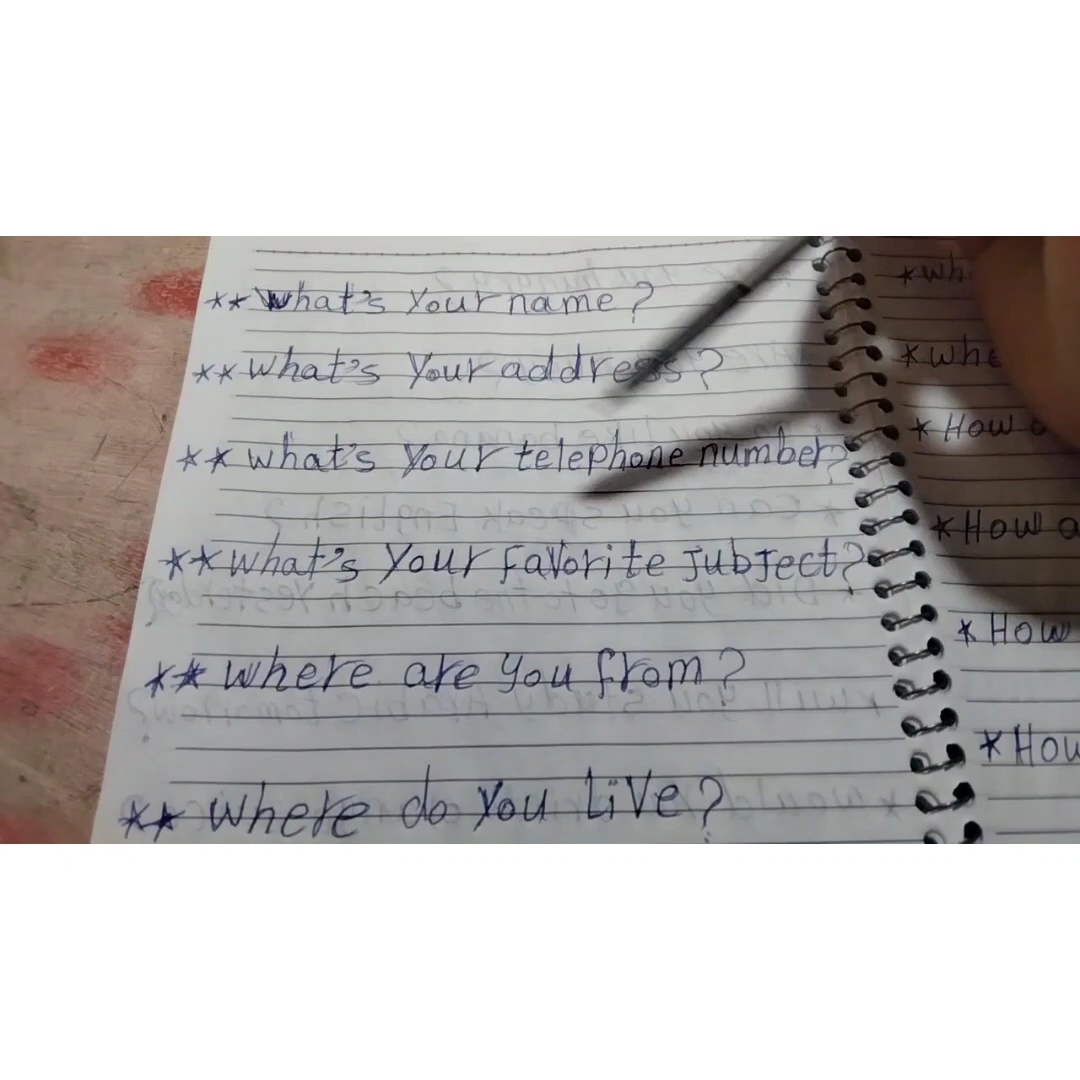 ** What's your name?
** what's your address?
** what's your telephone number?
** what's your favorite subject?
** where are you from?
** where do you live?
* wh
* whe
* How
* How a
* How
* How